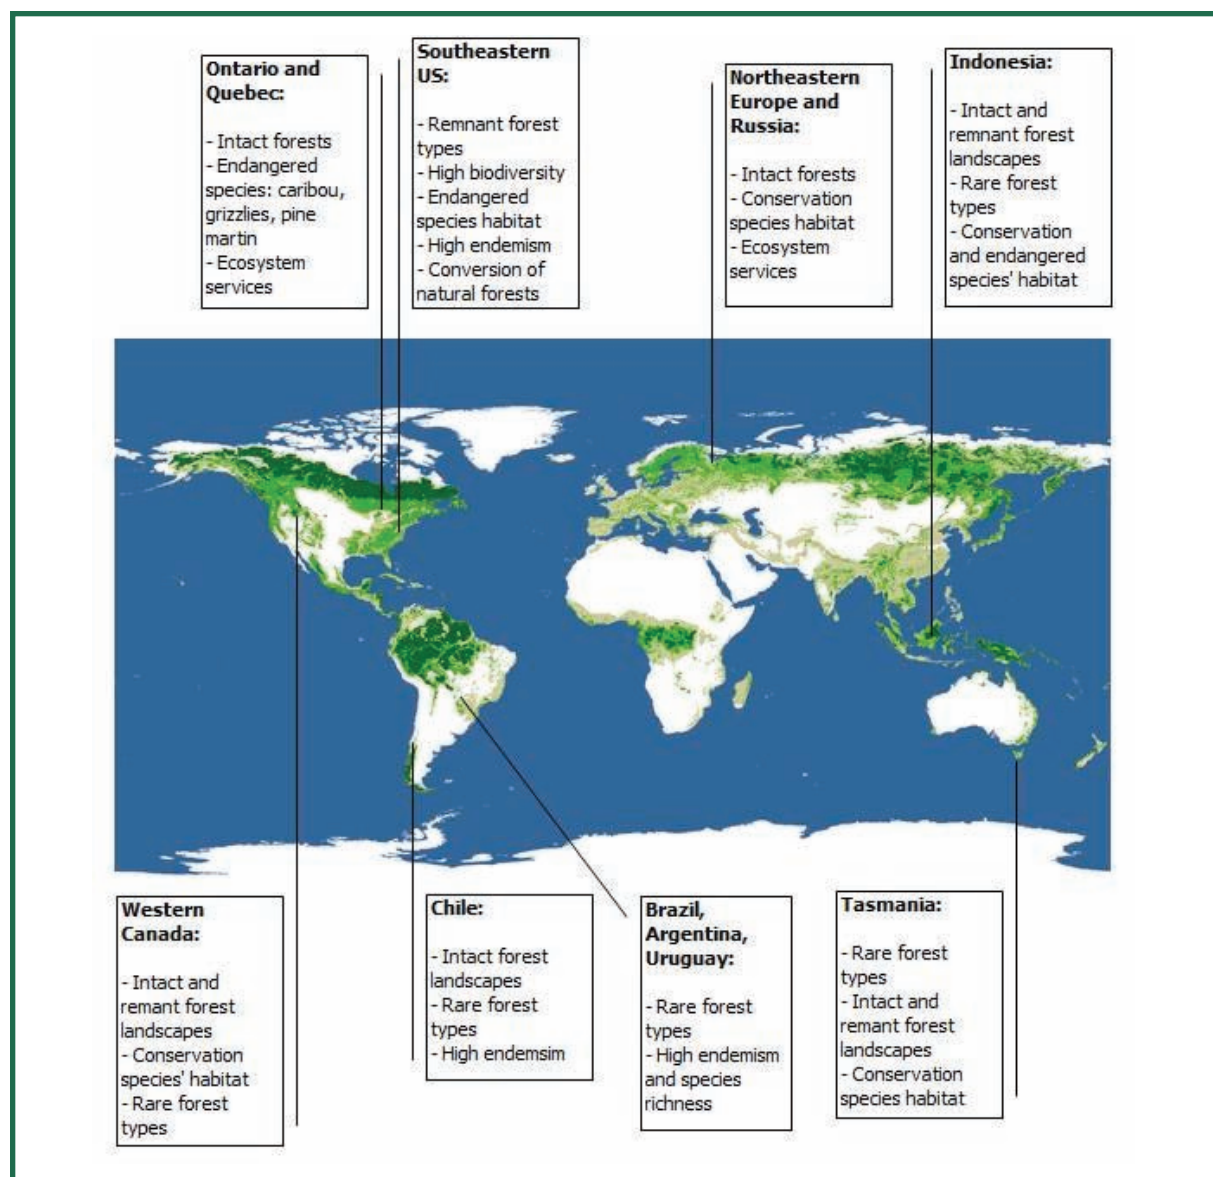 Ontario and
Quebec:
- Intact forests
- Endangered
species: caribou,
grizzlies, pine
martin
- Ecosystem
services
Southeastern
US:
- Remnant forest
types
- High biodiversity
- Endangered
species habitat
- High endemism
- Conversion of
natural forests
Northeastern
Europe and
Russia:
- Intact forests
- Conservation
species habitat
- Ecosystem
services
Indonesia:
- Intact and
remnant forest
landscapes
- Rare forest
types
- Conservation
and endangered
species' habitat
Western
Canada:
- Intact and
remant forest
landscapes
- Conservation
species' habitat
- Rare forest
types
Chile:
- Intact forest
landscapes
- Rare forest
types
- High endemsim
Brazil,
Argentina,
Uruguay:
- Rare forest
types
- High endemism
and species
richness
Tasmania:
- Rare forest
types
- Intact and
remant forest
landscapes
- Conservation
species habitat